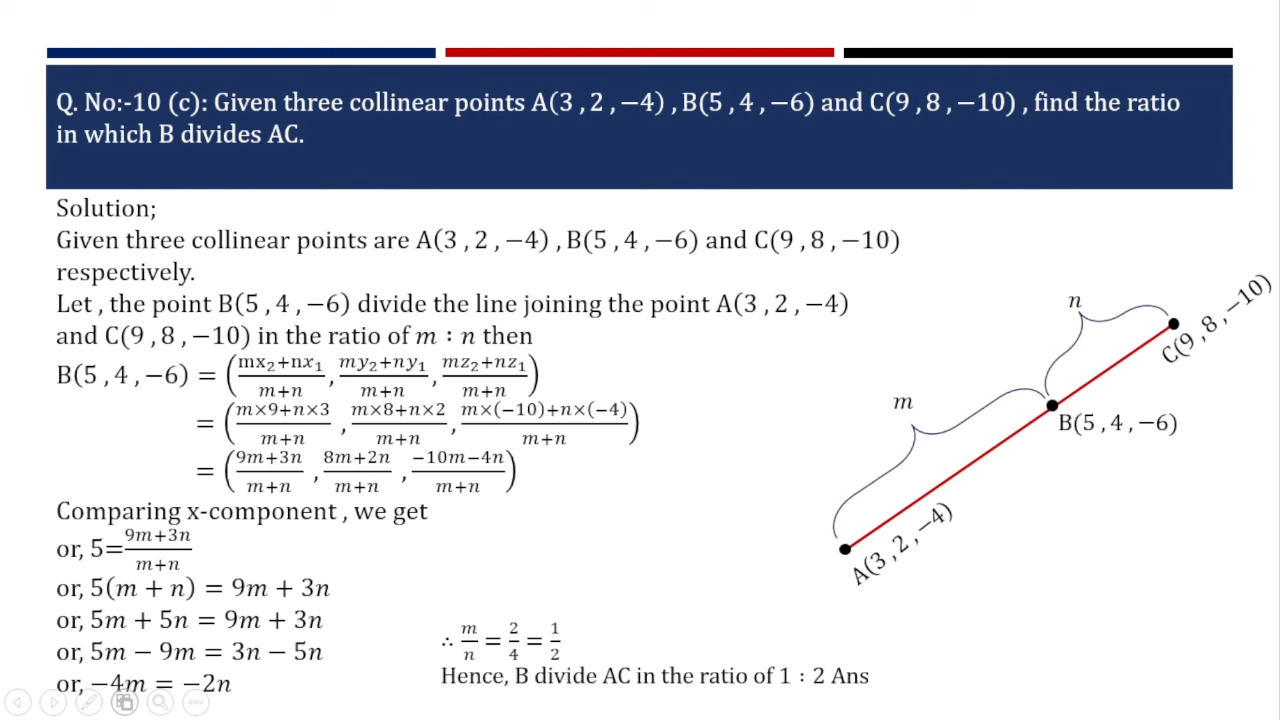 Q. No:-10 (c): Given three collinear points A(3 , 2 , −4) , B(5 , 4 , −6) and C(9 , 8 , −10) , find the ratio
in which B divides AC.
Solution;
Given three collinear points are A(3 , 2 , −4) , B(5 , 4 , −6) and C(9 , 8 , −10)
respectively.
Let , the point B(5 , 4 , −6) divide the line joining the point A(3 , 2 , −4)
and C(9 , 8 , −10) in the ratio of m : n then
B(5 , 4 , −6) = ((mx₂+nx₁)/(m+n) , (my₂+ny₁)/(m+n) , (mz₂+nz₁)/(m+n))
= ((m×9+n×3)/(m+n) , (m×8+n×2)/(m+n) , (m×(−10)+n×(−4))/(m+n))
= ((9m+3n)/(m+n) , (8m+2n)/(m+n) , (−10m−4n)/(m+n))
Comparing x-component , we get
or, 5=(9m+3n)/(m+n)
or, 5(m + n) = 9m + 3n
or, 5m + 5n = 9m + 3n
or, 5m − 9m = 3n − 5n
or, −4m = −2n
∴ m/n = 2/4 = 1/2
Hence, B divide AC in the ratio of 1 : 2 Ans
n
C(9 , 8 , −10)
m
B(5 , 4 , −6)
A(3 , 2 , −4)